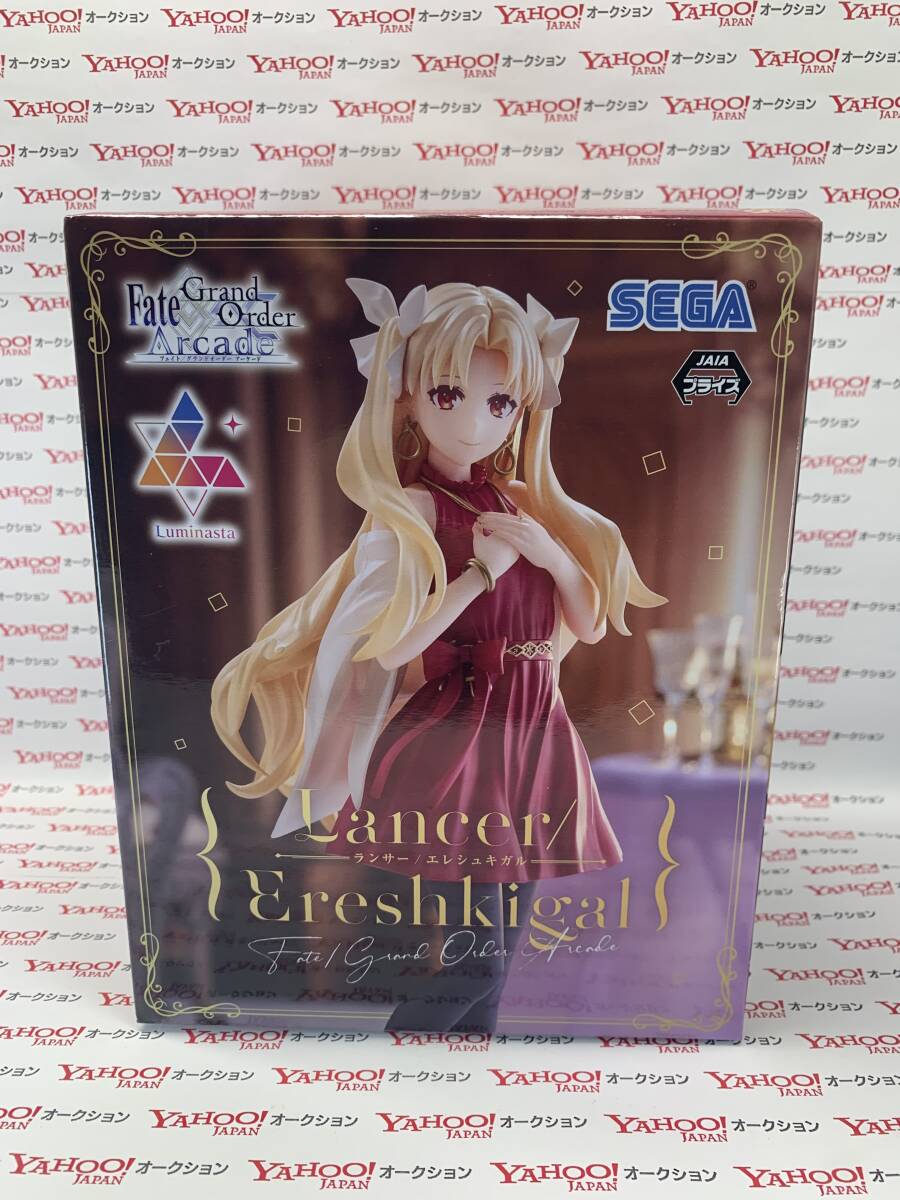 YAHOO! オークション
JAPAN
Fate
Grand
Order
Arcade
フェイト/グランドオーダー アーケード
SEGA®
JAIA
プライズ
Luminasta
Lancer/
ランサー/エレシュキガル
Ereshkigal
Fate/Grand Order Arcade